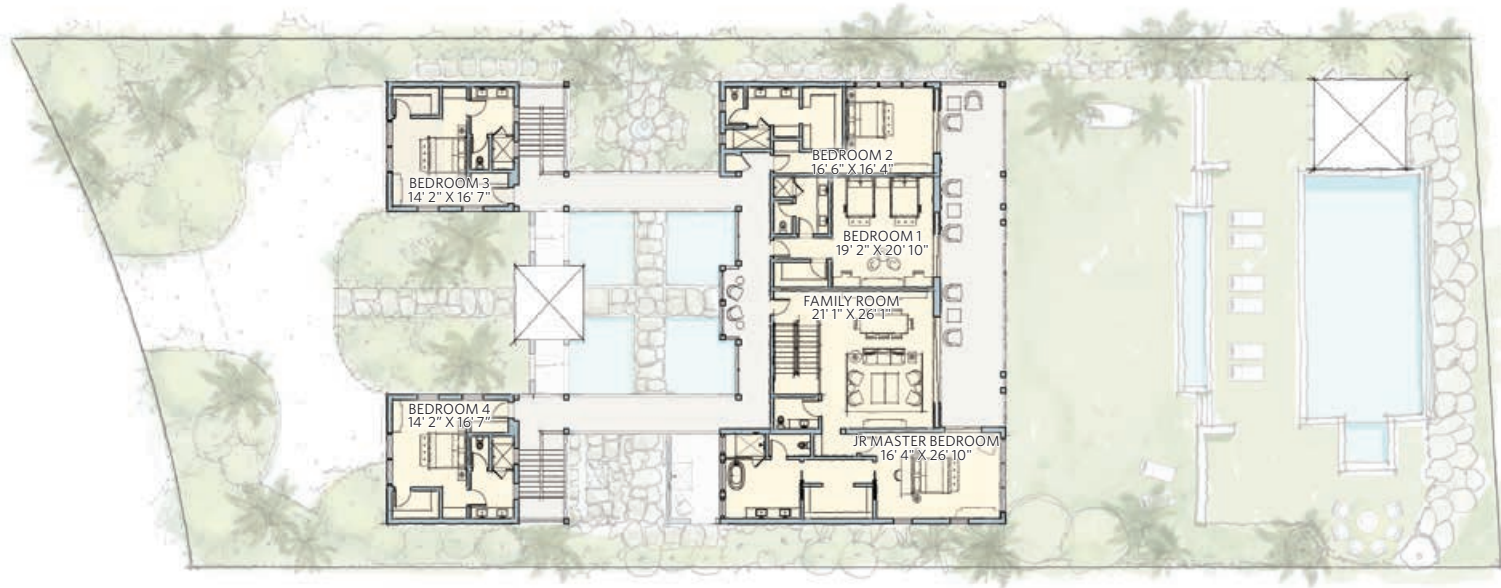 BEDROOM 2
16' 6" X 16' 4"
BEDROOM 3
14' 2" X 16' 7"
BEDROOM 1
19' 2" X 20' 10"
FAMILY ROOM
21' 1" X 26' 1"
BEDROOM 4
14' 2" X 16' 7"
JR MASTER BEDROOM
16' 4" X 26' 10"